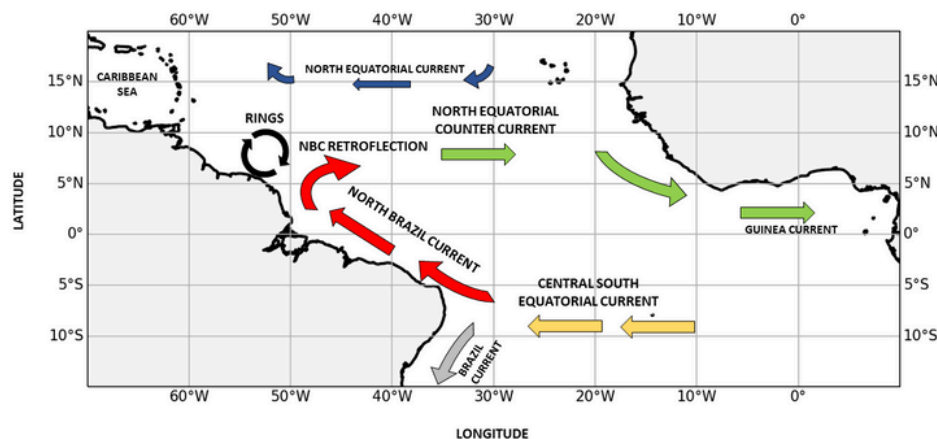 60°W 50°W 40°W 30°W 20°W 10°W 0°
15°N
10°N
5°N
0°
5°S
10°S
CARIBBEAN
SEA
NORTH EQUATORIAL CURRENT
RINGS
NORTH EQUATORIAL
COUNTER CURRENT
NBC RETROFLECTION
NORTH BRAZIL CURRENT
GUINEA CURRENT
CENTRAL SOUTH
EQUATORIAL CURRENT
BRAZIL
CURRENT
LATITUDE
15°N
10°N
5°N
0°
5°S
10°S
60°W 50°W 40°W 30°W 20°W 10°W 0°
LONGITUDE